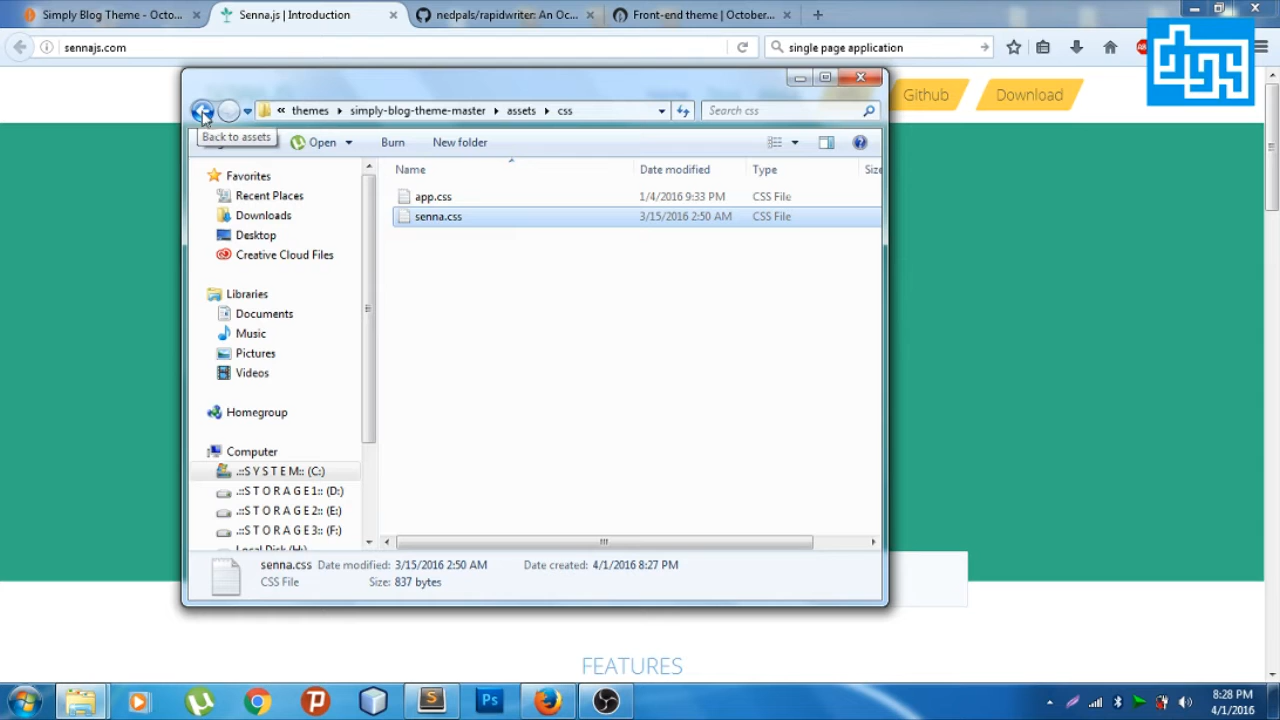 Simply Blog Theme - Octo...
Senna.js | Introduction
nedpals/rapidwriter: An Oc...
Front-end theme | October...
sennajs.com
single page application
dgs
Github
Download
themes
simply-blog-theme-master
assets
css
Search css
Back to assets
Open
Burn
New folder
Name
Date modified
Type
Size
Favorites
Recent Places
Downloads
Desktop
Creative Cloud Files
Libraries
Documents
Music
Pictures
Videos
Homegroup
Computer
.::S Y S T E M:: (C:)
.::S T O R A G E 1:: (D:)
.::S T O R A G E 2:: (E:)
.::S T O R A G E 3:: (F:)
Local Disk (H:)
app.css 1/4/2016 9:33 PM CSS File
senna.css 3/15/2016 2:50 AM CSS File
senna.css Date modified: 3/15/2016 2:50 AM Date created: 4/1/2016 8:27 PM
CSS File Size: 837 bytes
FEATURES
8:28 PM
4/1/2016